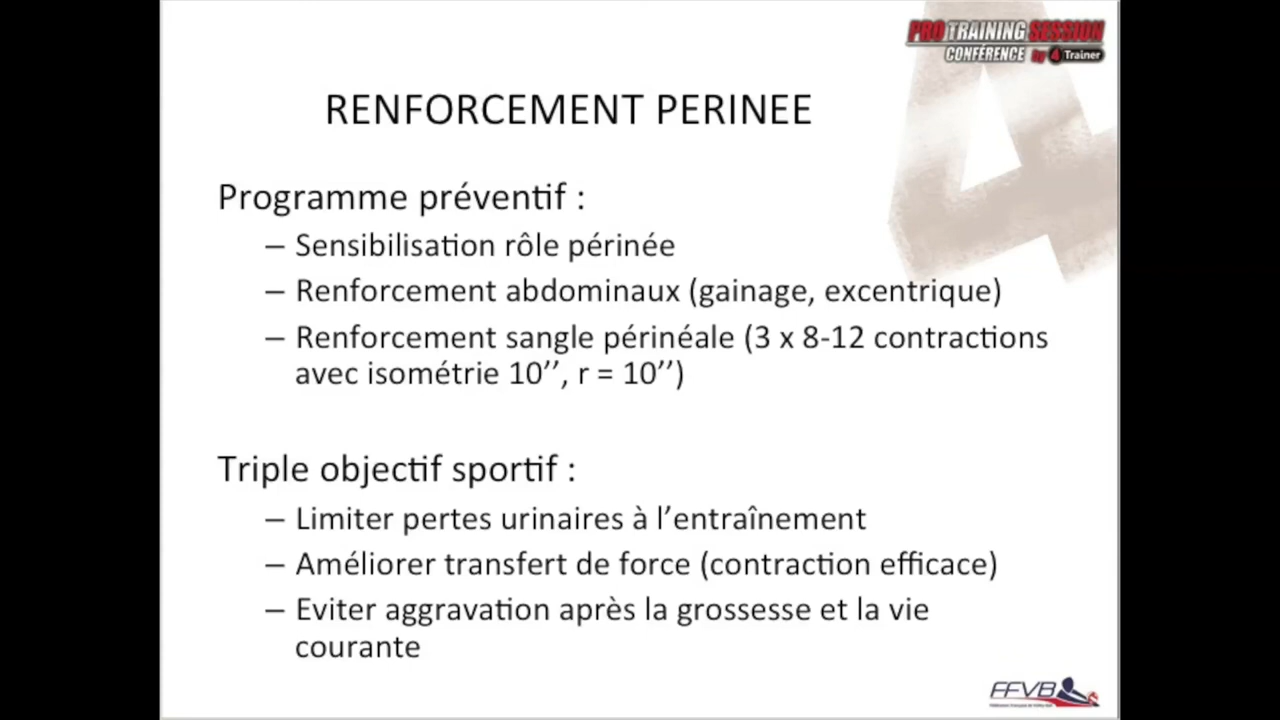 PRO TRAINING SESSION
CONFÉRENCE by 4 Trainer
RENFORCEMENT PERINEE
Programme préventif :
– Sensibilisation rôle périnée
– Renforcement abdominaux (gainage, excentrique)
– Renforcement sangle périnéale (3 x 8-12 contractions
avec isométrie 10’’, r = 10’’)
Triple objectif sportif :
– Limiter pertes urinaires à l’entraînement
– Améliorer transfert de force (contraction efficace)
– Eviter aggravation après la grossesse et la vie
courante
FFVB